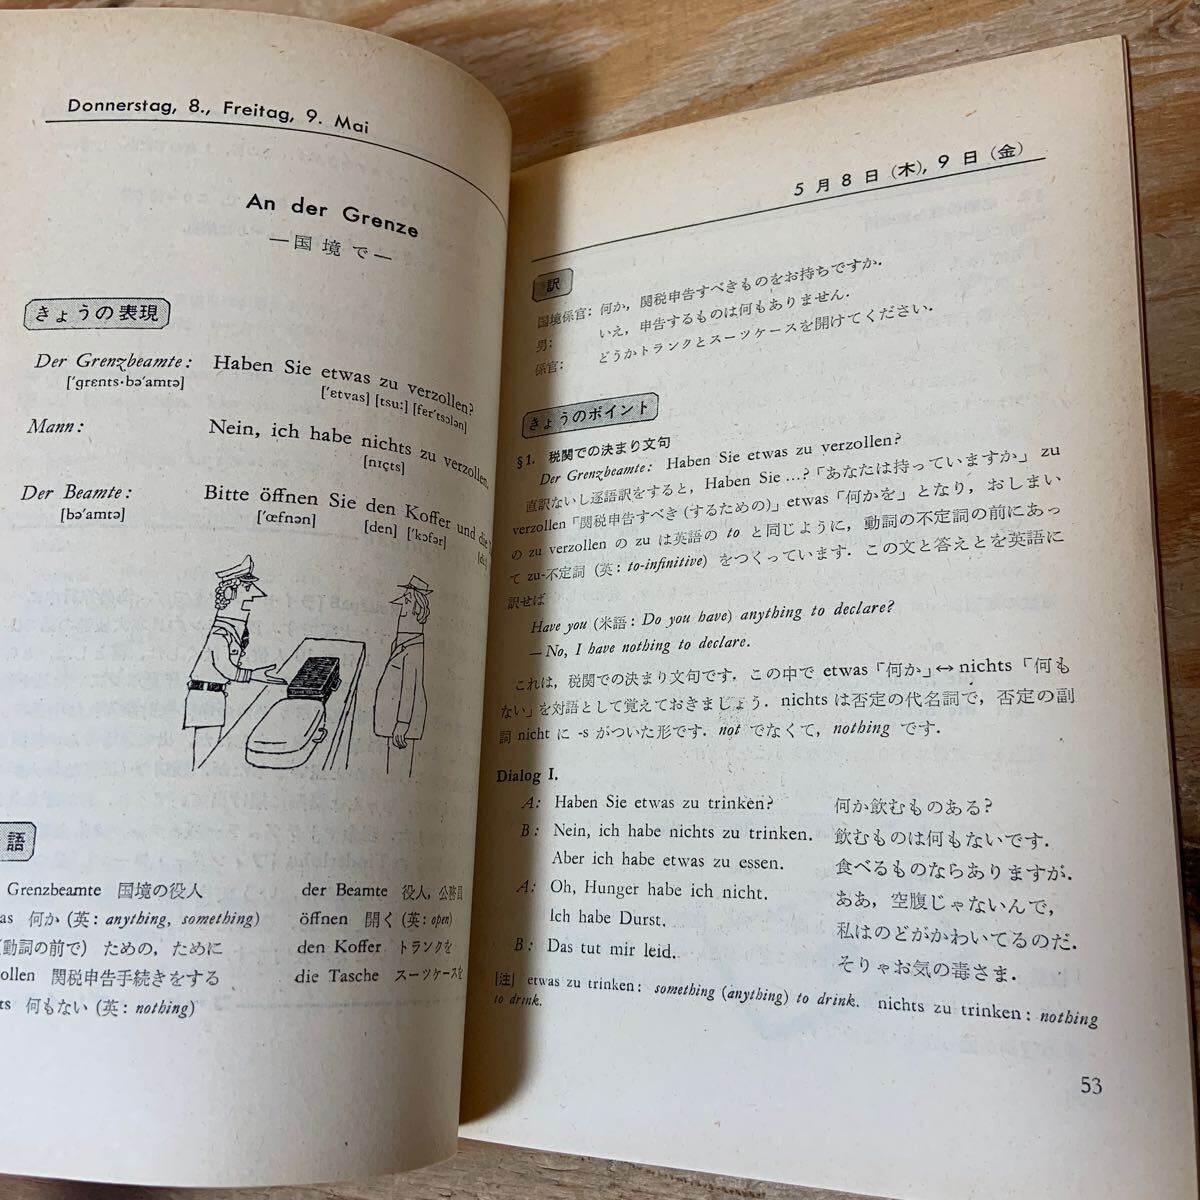 Donnerstag, 8., Freitag, 9. Mai
An der Grenze
—国境で—
きょうの表現
Der Grenzbeamte: Haben Sie etwas zu verzollen?
['grɛnts·bə'amtə] ['ɛtvas] [tsu:] [fɛr'tsɔlən]
Mann: Nein, ich habe nichts zu verzollen.
[nɪçts]
Der Beamte: Bitte öffnen Sie den Koffer und die
[bə'amtə] ['œfnən] [den] ['kɔfər]
語
Grenzbeamte 国境の役人
as 何か (英: anything, something)
(動詞の前で) ための, ために
ollen 関税申告手続きをする
ts 何もない (英: nothing)
der Beamte 役人, 公務員
öffnen 開く (英: open)
den Koffer トランクを
die Tasche スーツケースを
5月8日 (木), 9日 (金)
訳
国境係官: 何か, 関税申告すべきものをお持ちですか.
男: いえ, 申告するものは何もありません.
係官: どうかトランクとスーツケースを開けてください.
きょうのポイント
§1. 税関での決まり文句
Der Grenzbeamte: Haben Sie etwas zu verzollen?
直訳ないし逐語訳をすると, Haben Sie …?「あなたは持っていますか」zu
verzollen「関税申告すべき (するための)」etwas「何かを」となり, おしまい
の zu verzollen の zu は英語の to と同じように, 動詞の不定詞の前にあっ
て zu-不定詞 (英: to-infinitive) をつくっています. この文と答えとを英語に
訳せば
Have you (米語: Do you have) anything to declare?
— No, I have nothing to declare.
これは, 税関での決まり文句です. この中で etwas「何か」↔ nichts「何も
ない」を対語として覚えておきましょう. nichts は否定の代名詞で, 否定の副
詞 nicht に -s がついた形です. not でなくて, nothing です.
Dialog I.
A: Haben Sie etwas zu trinken? 何か飲むものある?
B: Nein, ich habe nichts zu trinken. 飲むものは何もないです.
Aber ich habe etwas zu essen. 食べるものならありますが.
A: Oh, Hunger habe ich nicht. ああ, 空腹じゃないんで,
Ich habe Durst. 私はのどがかわいてるのだ.
B: Das tut mir leid. そりゃお気の毒さま.
[注] etwas zu trinken: something (anything) to drink. nichts zu trinken: nothing
to drink.
53